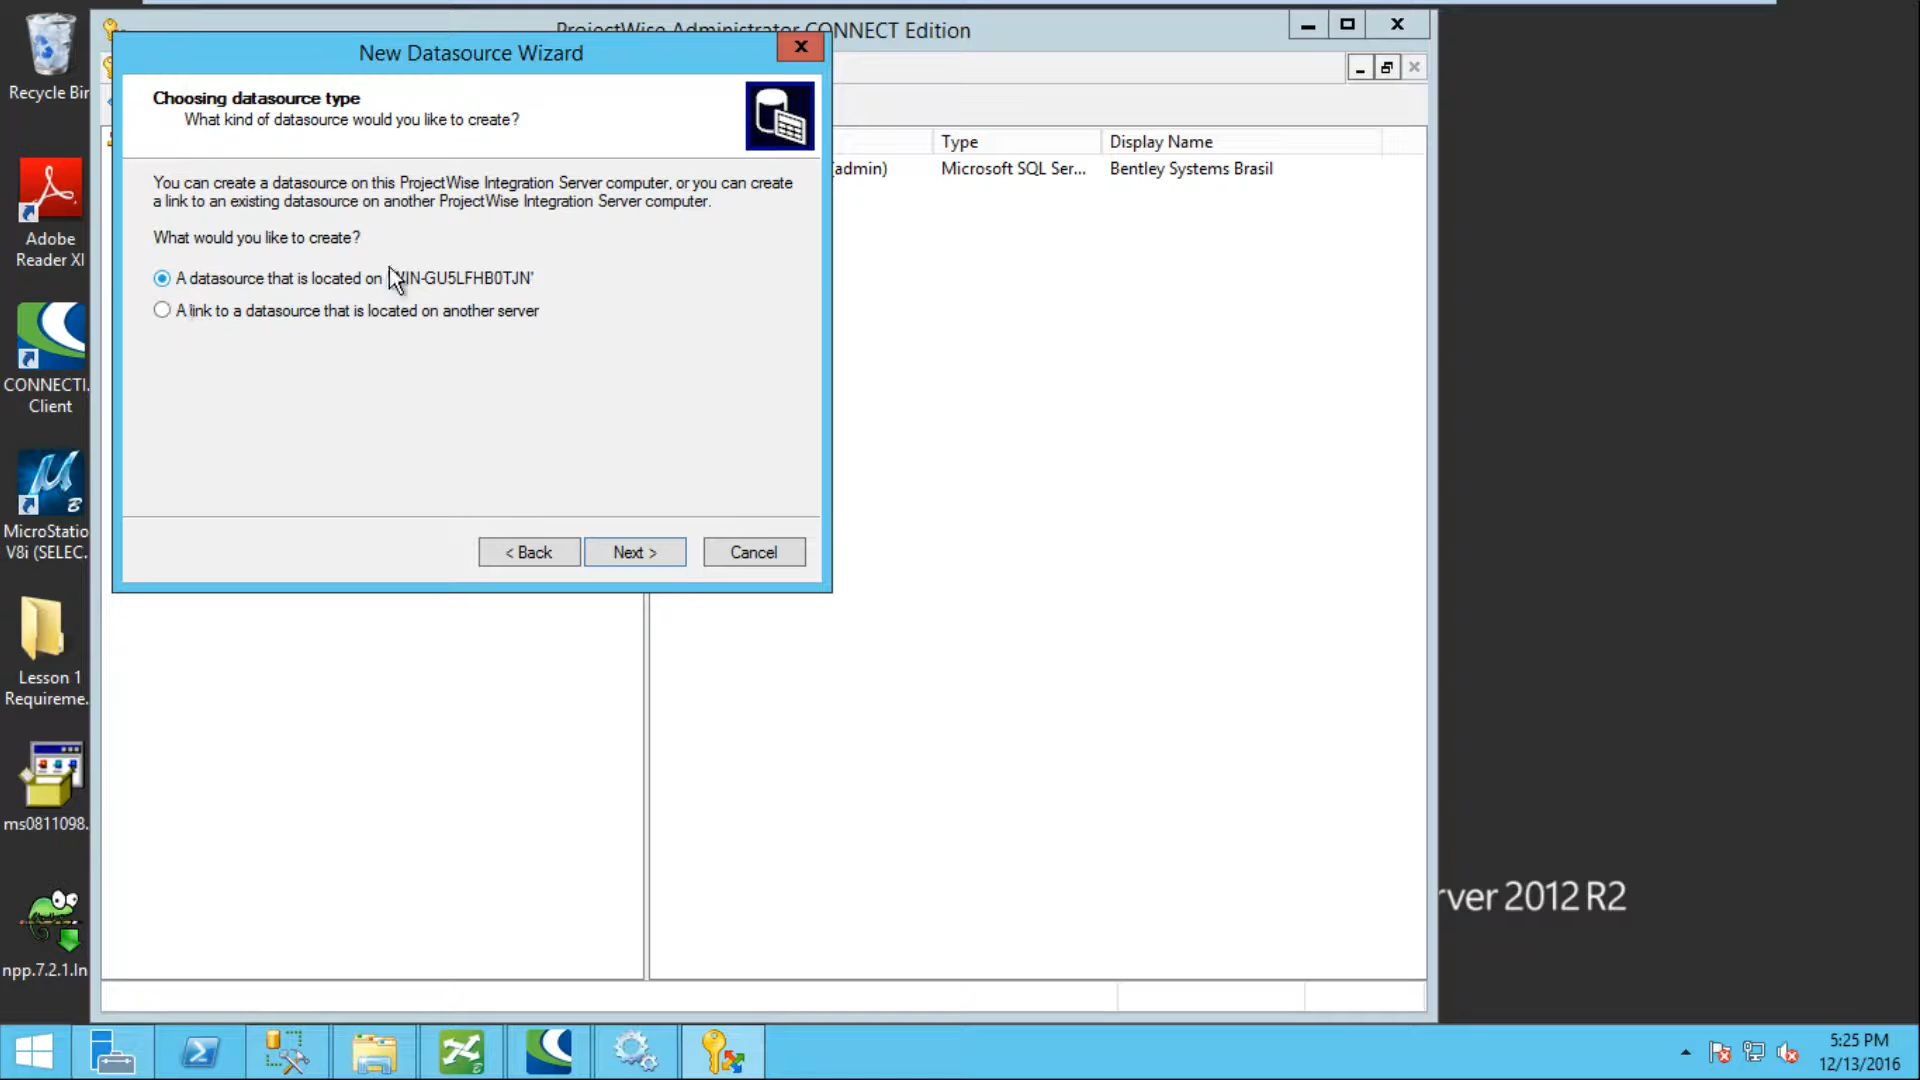 ProjectWise Administrator CONNECT Edition
New Datasource Wizard
X
Choosing datasource type
What kind of datasource would you like to create?
You can create a datasource on this ProjectWise Integration Server computer, or you can create
a link to an existing datasource on another ProjectWise Integration Server computer.
What would you like to create?
A datasource that is located on IN-GU5LFHB0TJN'
A link to a datasource that is located on another server
< Back
Next >
Cancel
Type
Display Name
(admin)
Microsoft SQL Ser...
Bentley Systems Brasil
Recycle Bin
Adobe
Reader XI
CONNECTI.
Client
MicroStatio
V8i (SELEC.
Lesson 1
Requireme.
ms0811098.
npp.7.2.1.In
rver 2012 R2
5:25 PM
12/13/2016